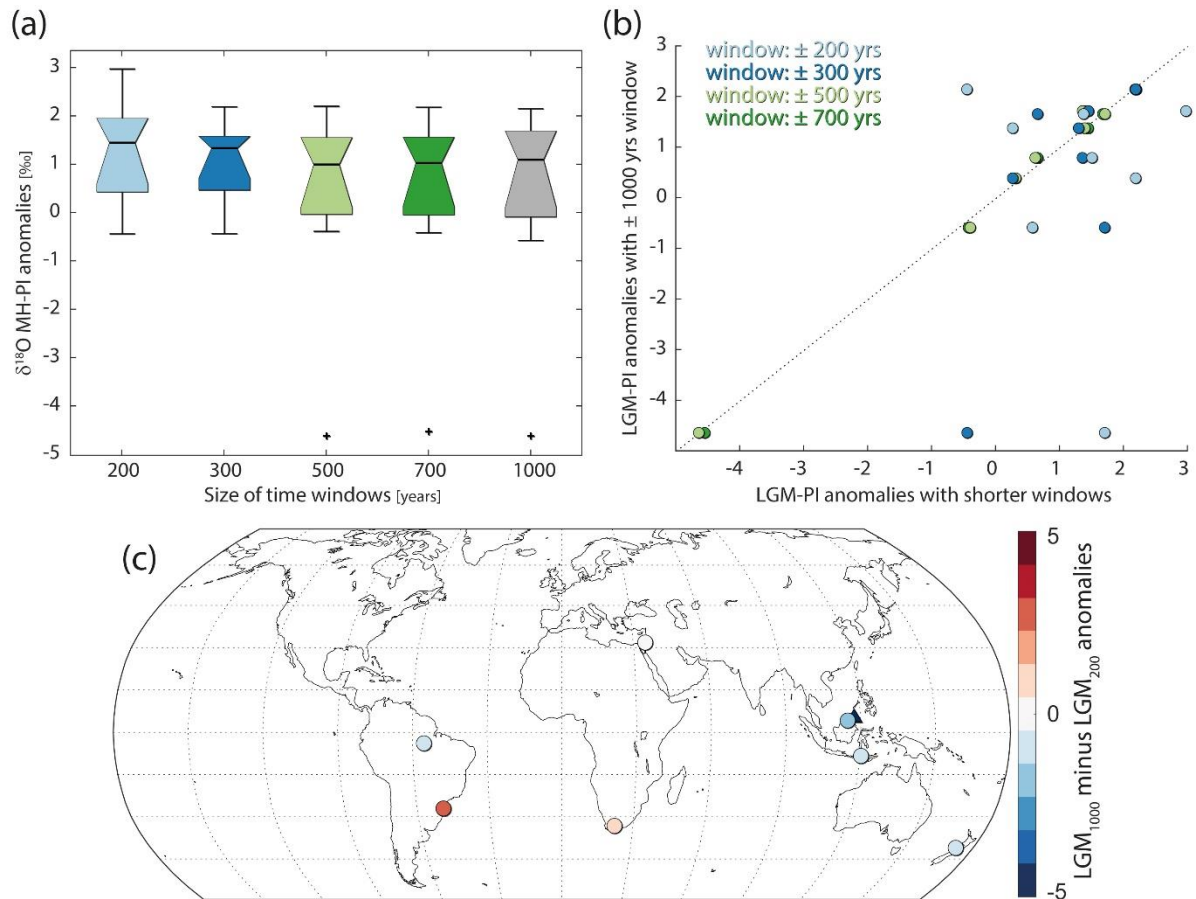 (a)
3
2
1
0
-1
-2
-3
-4
-5
δ¹⁸O MH-PI anomalies [‰]
200 300 500 700 1000
Size of time windows [years]
(b)
window: ± 200 yrs
window: ± 300 yrs
window: ± 500 yrs
window: ± 700 yrs
3
2
1
0
-1
-2
-3
-4
LGM-PI anomalies with ± 1000 yrs window
-4 -3 -2 -1 0 1 2 3
LGM-PI anomalies with shorter windows
(c)
5
0
-5
LGM₁₀₀₀ minus LGM₂₀₀ anomalies